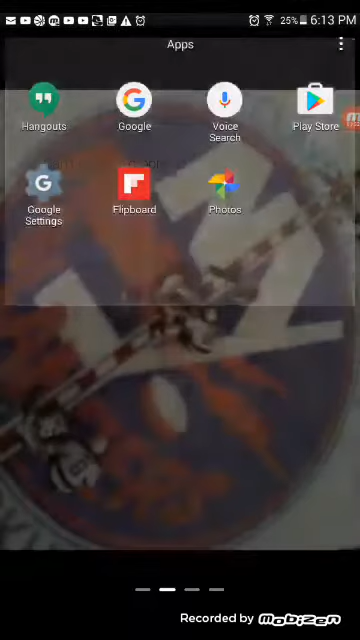 25% 6:13 PM
Apps
Hangouts
Google
Voice
Search
Play Store
Google
Settings
Flipboard
Photos
Recorded by Mobizen